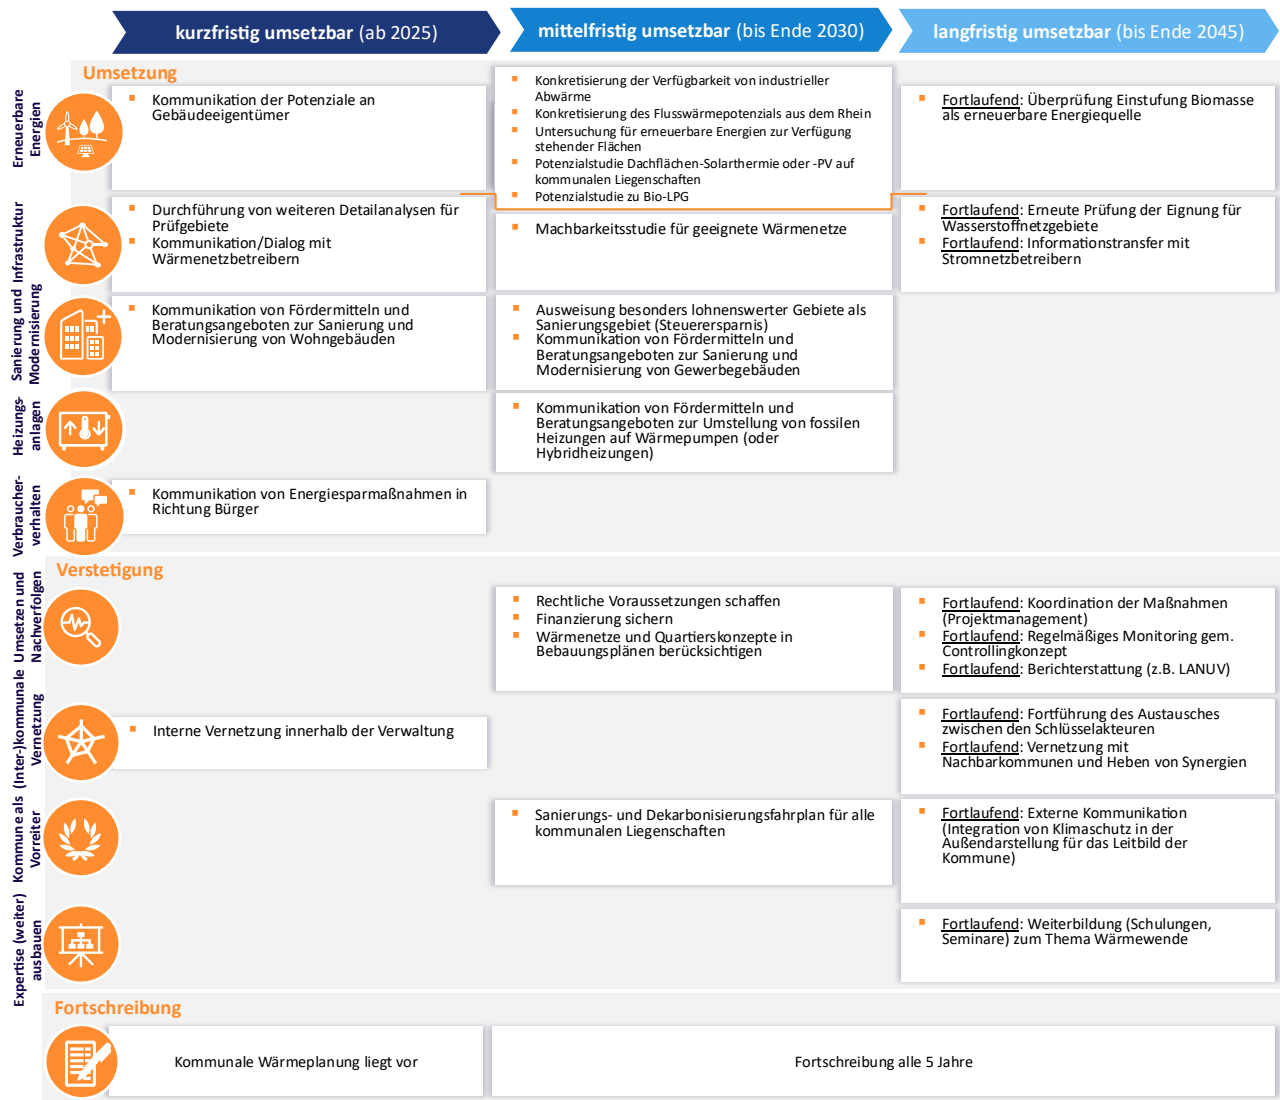 kurzfristig umsetzbar (ab 2025)
mittelfristig umsetzbar (bis Ende 2030)
langfristig umsetzbar (bis Ende 2045)
Umsetzung
Erneuerbare
Energien
▪ Kommunikation der Potenziale an
Gebäudeeigentümer
▪ Konkretisierung der Verfügbarkeit von industrieller
Abwärme
▪ Konkretisierung des Flusswärmepotenzials aus dem Rhein
▪ Untersuchung für erneuerbare Energien zur Verfügung
stehender Flächen
▪ Potenzialstudie Dachflächen-Solarthermie oder -PV auf
kommunalen Liegenschaften
▪ Potenzialstudie zu Bio-LPG
▪ Fortlaufend: Überprüfung Einstufung Biomasse
als erneuerbare Energiequelle
Infrastruktur
▪ Durchführung von weiteren Detailanalysen für
Prüfgebiete
▪ Kommunikation/Dialog mit
Wärmenetzbetreibern
▪ Machbarkeitsstudie für geeignete Wärmenetze
▪ Fortlaufend: Erneute Prüfung der Eignung für
Wasserstoffnetzgebiete
▪ Fortlaufend: Informationstransfer mit
Stromnetzbetreibern
Sanierung und
Modernisierung
▪ Kommunikation von Fördermitteln und
Beratungsangeboten zur Sanierung und
Modernisierung von Wohngebäuden
▪ Ausweisung besonders lohnenswerter Gebiete als
Sanierungsgebiet (Steuerersparnis)
▪ Kommunikation von Fördermitteln und
Beratungsangeboten zur Sanierung und
Modernisierung von Gewerbegebäuden
Heizungs-
anlagen
▪ Kommunikation von Fördermitteln und
Beratungsangeboten zur Umstellung von fossilen
Heizungen auf Wärmepumpen (oder
Hybridheizungen)
Verbraucher-
verhalten
▪ Kommunikation von Energiesparmaßnahmen in
Richtung Bürger
Verstetigung
Umsetzen und
Nachverfolgen
▪ Rechtliche Voraussetzungen schaffen
▪ Finanzierung sichern
▪ Wärmenetze und Quartierskonzepte in
Bebauungsplänen berücksichtigen
▪ Fortlaufend: Koordination der Maßnahmen
(Projektmanagement)
▪ Fortlaufend: Regelmäßiges Monitoring gem.
Controllingkonzept
▪ Fortlaufend: Berichterstattung (z.B. LANUV)
(Inter-)kommunale
Vernetzung
▪ Interne Vernetzung innerhalb der Verwaltung
▪ Fortlaufend: Fortführung des Austausches
zwischen den Schlüsselakteuren
▪ Fortlaufend: Vernetzung mit
Nachbarkommunen und Heben von Synergien
Kommune als
Vorreiter
▪ Sanierungs- und Dekarbonisierungsfahrplan für alle
kommunalen Liegenschaften
▪ Fortlaufend: Externe Kommunikation
(Integration von Klimaschutz in der
Außendarstellung für das Leitbild der
Kommune)
Expertise (weiter)
ausbauen
▪ Fortlaufend: Weiterbildung (Schulungen,
Seminare) zum Thema Wärmewende
Fortschreibung
Kommunale Wärmeplanung liegt vor
Fortschreibung alle 5 Jahre